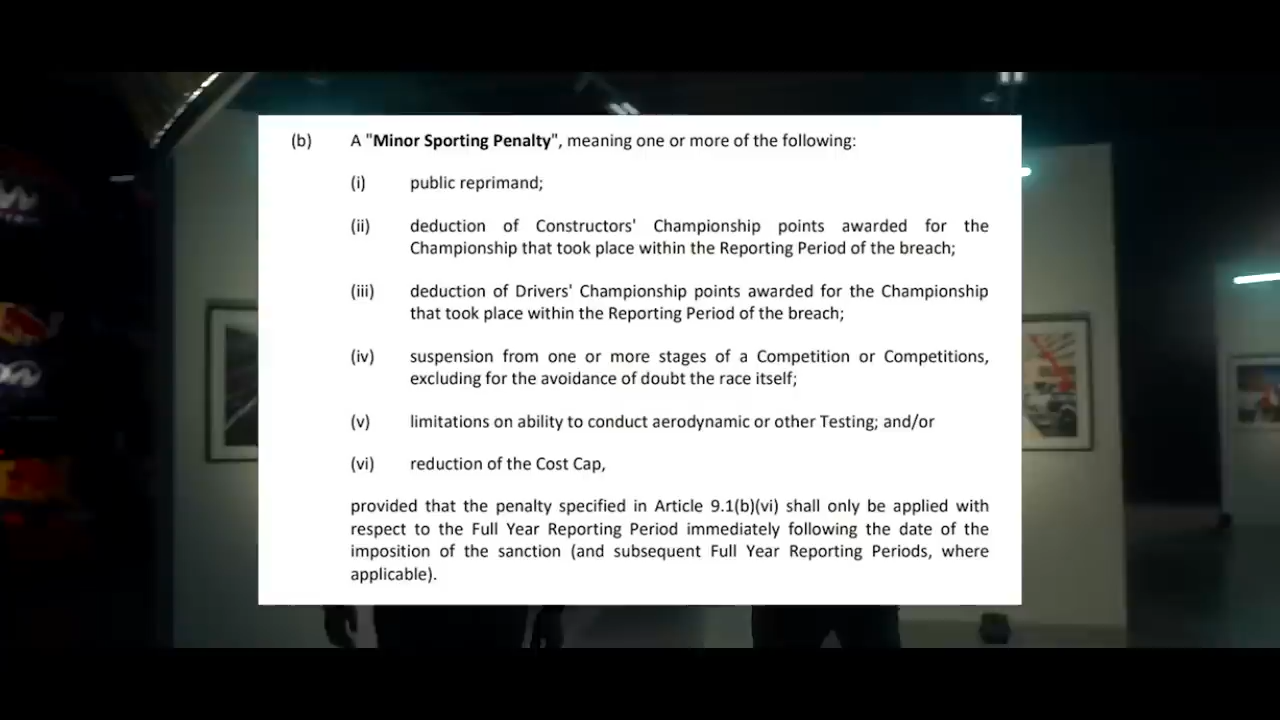 (b) A "Minor Sporting Penalty", meaning one or more of the following:
(i) public reprimand;
(ii) deduction of Constructors' Championship points awarded for the
Championship that took place within the Reporting Period of the breach;
(iii) deduction of Drivers' Championship points awarded for the Championship
that took place within the Reporting Period of the breach;
(iv) suspension from one or more stages of a Competition or Competitions,
excluding for the avoidance of doubt the race itself;
(v) limitations on ability to conduct aerodynamic or other Testing; and/or
(vi) reduction of the Cost Cap,
provided that the penalty specified in Article 9.1(b)(vi) shall only be applied with
respect to the Full Year Reporting Period immediately following the date of the
imposition of the sanction (and subsequent Full Year Reporting Periods, where
applicable).